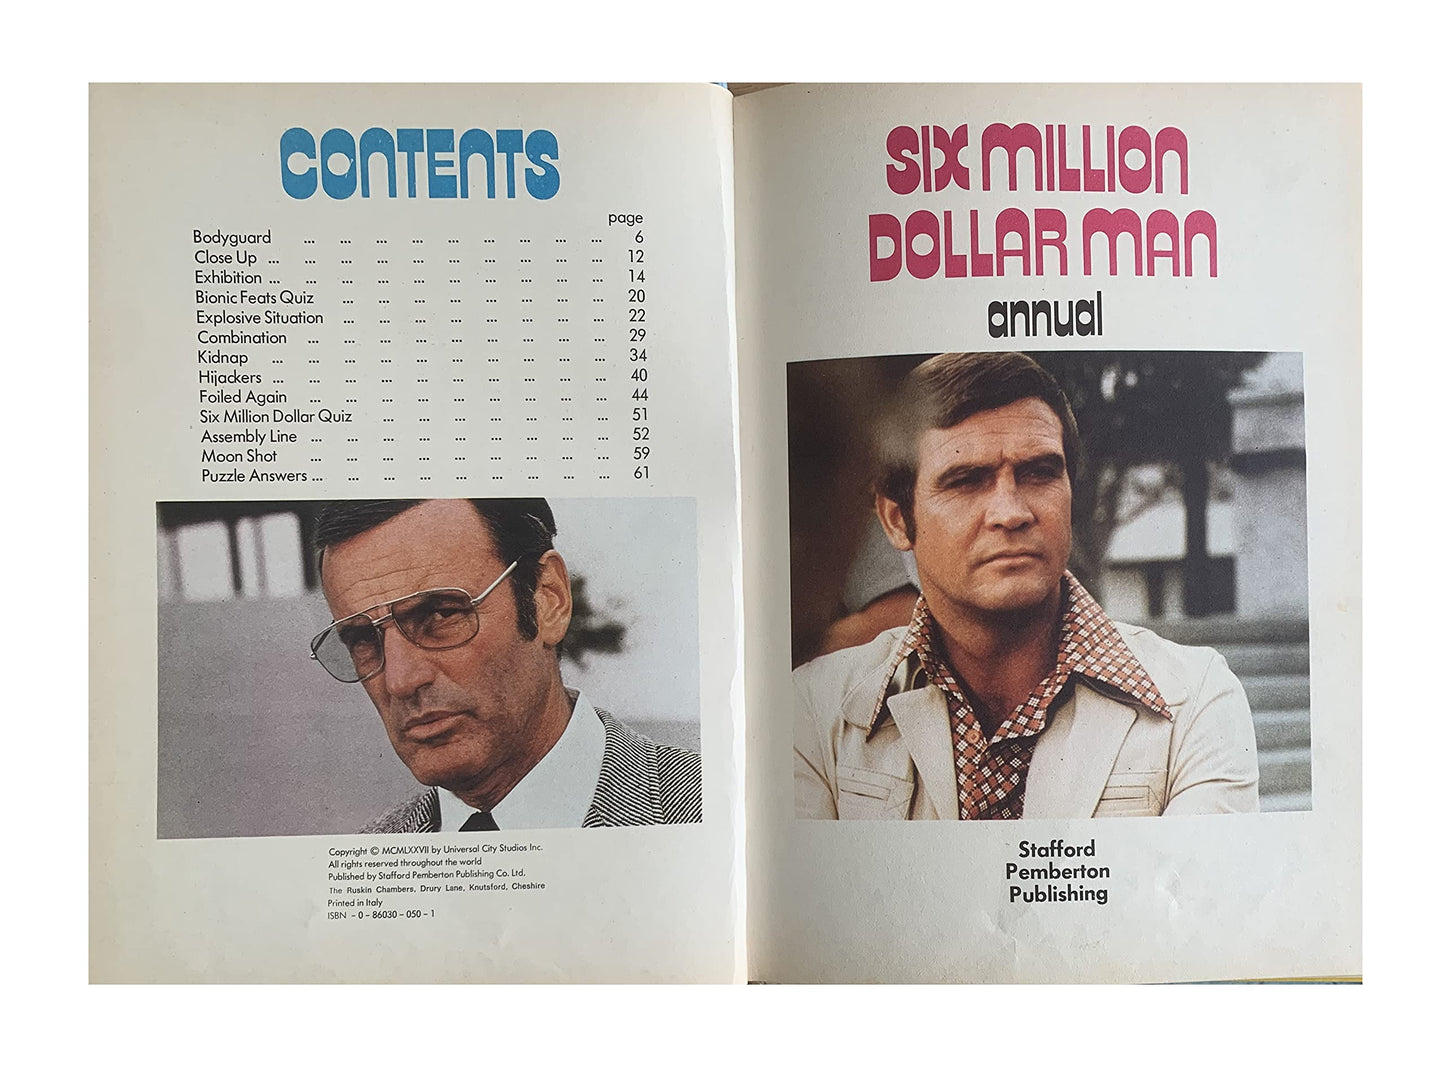 CONTENTS
page
Bodyguard ... ... ... ... ... ... ... ... ... 6
Close Up ... ... ... ... ... ... ... ... ... ... 12
Exhibition ... ... ... ... ... ... ... ... ... ... 14
Bionic Feats Quiz ... ... ... ... ... ... ... ... 20
Explosive Situation ... ... ... ... ... ... ... ... 22
Combination ... ... ... ... ... ... ... ... ... 29
Kidnap ... ... ... ... ... ... ... ... ... ... 34
Hijackers ... ... ... ... ... ... ... ... ... ... 40
Foiled Again ... ... ... ... ... ... ... ... ... 44
Six Million Dollar Quiz ... ... ... ... ... ... ... 51
Assembly Line ... ... ... ... ... ... ... ... ... 52
Moon Shot ... ... ... ... ... ... ... ... ... 59
Puzzle Answers ... ... ... ... ... ... ... ... ... 61
Copyright © MCMLXXVII by Universal City Studios Inc.
All rights reserved throughout the world
Published by Stafford Pemberton Publishing Co. Ltd.
The Ruskin Chambers, Drury Lane, Knutsford, Cheshire
Printed in Italy
ISBN - 0 - 86030 - 050 - 1
SIX MILLION
DOLLAR MAN
annual
Stafford
Pemberton
Publishing